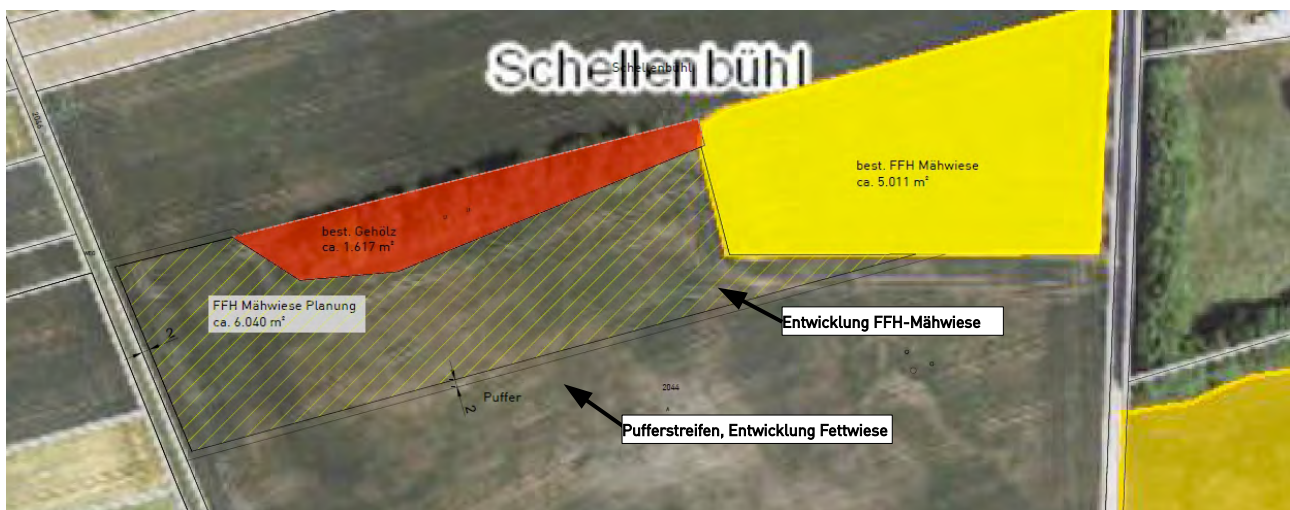 Schellenbühl
Schellenbühl
2046
best. FFH Mähwiese
ca. 5.011 m²
best. Gehölz
ca. 1.617 m²
FFH Mähwiese Planung
ca. 6.040 m²
2
Entwicklung FFH-Mähwiese
2044
Puffer
2
Pufferstreifen, Entwicklung Fettwiese